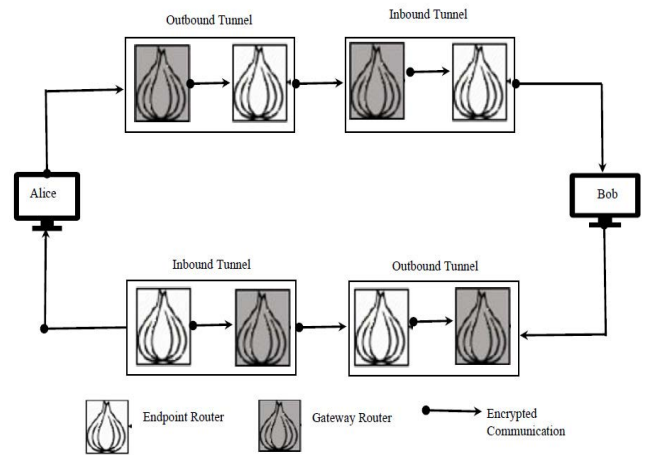 Outbound Tunnel
Inbound Tunnel
Alice
Bob
Inbound Tunnel
Outbound Tunnel
Endpoint Router
Gateway Router
Encrypted
Communication